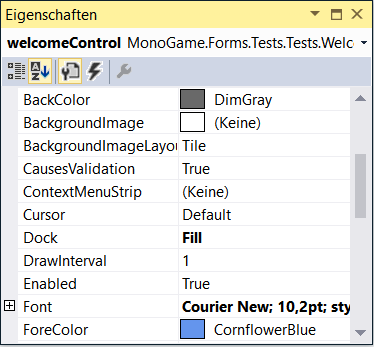 Eigenschaften
welcomeControl MonoGame.Forms.Tests.Tests.Welc
BackColor DimGray
BackgroundImage (Keine)
BackgroundImageLayou Tile
CausesValidation True
ContextMenuStrip (Keine)
Cursor Default
Dock Fill
DrawInterval 1
Enabled True
Font Courier New; 10,2pt; sty
ForeColor CornflowerBlue